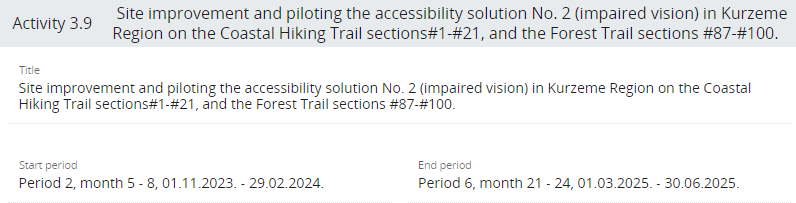 Activity 3.9
Site improvement and piloting the accessibility solution No. 2 (impaired vision) in Kurzeme
Region on the Coastal Hiking Trail sections#1-#21, and the Forest Trail sections #87-#100.
Title
Site improvement and piloting the accessibility solution No. 2 (impaired vision) in Kurzeme Region on the Coastal
Hiking Trail sections#1-#21, and the Forest Trail sections #87-#100.
Start period
Period 2, month 5 - 8, 01.11.2023. - 29.02.2024.
End period
Period 6, month 21 - 24, 01.03.2025. - 30.06.2025.